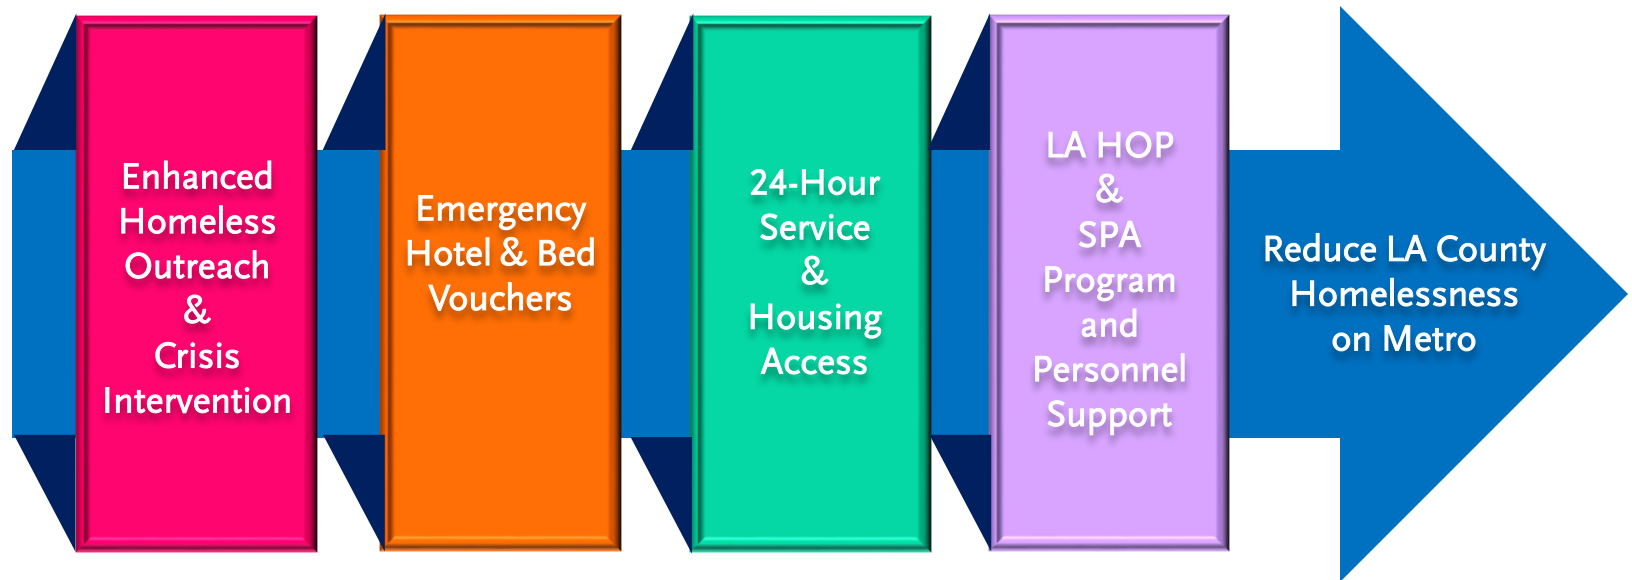 Enhanced
Homeless
Outreach
&
Crisis
Intervention
Emergency
Hotel & Bed
Vouchers
24-Hour
Service
&
Housing
Access
LA HOP
&
SPA
Program
and
Personnel
Support
Reduce LA County
Homelessness
on Metro